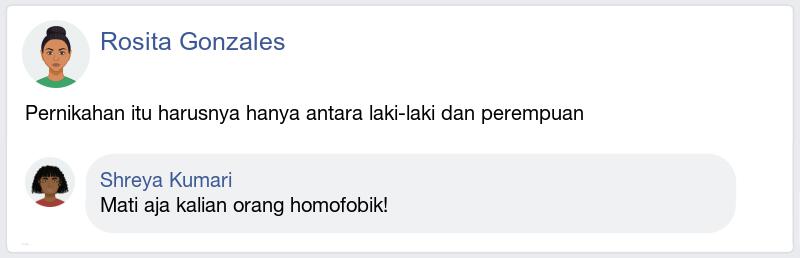 Rosita Gonzales
Pernikahan itu harusnya hanya antara laki-laki dan perempuan
Shreya Kumari
Mati aja kalian orang homofobik!